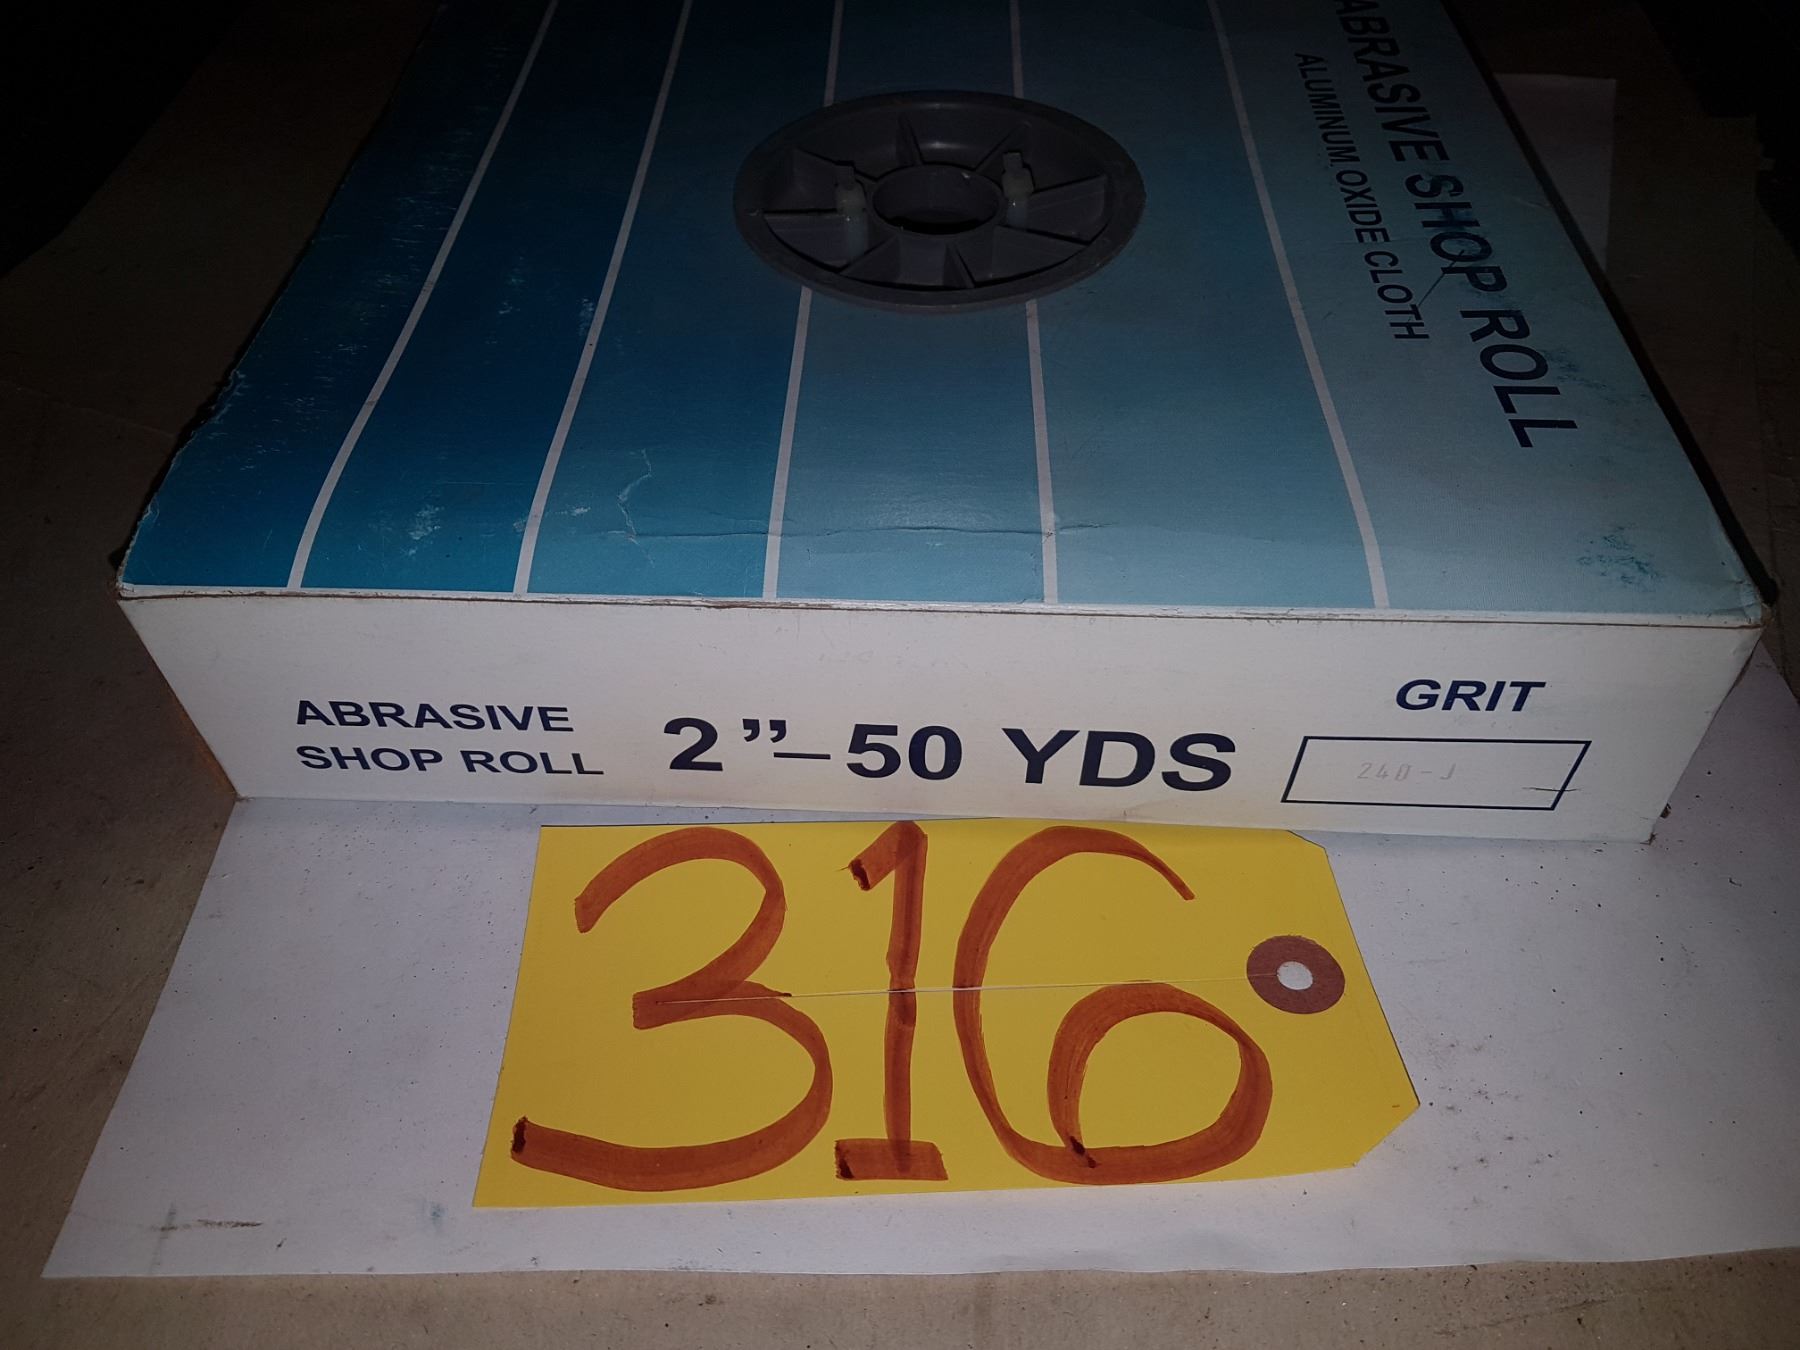 ABRASIVE SHOP ROLL
ALUMINUM OXIDE CLOTH
ABRASIVE
SHOP ROLL
2”–50 YDS
GRIT
240-J
316